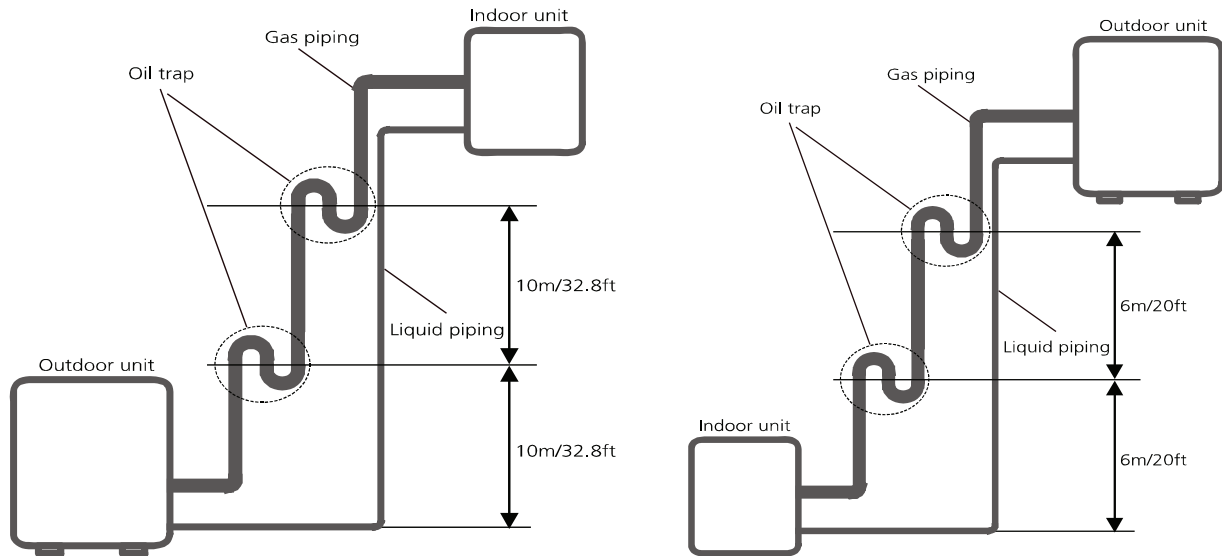 Indoor unit
Gas piping
Oil trap
10m/32.8ft
Liquid piping
Outdoor unit
10m/32.8ft
Outdoor unit
Gas piping
Oil trap
6m/20ft
Liquid piping
Indoor unit
6m/20ft